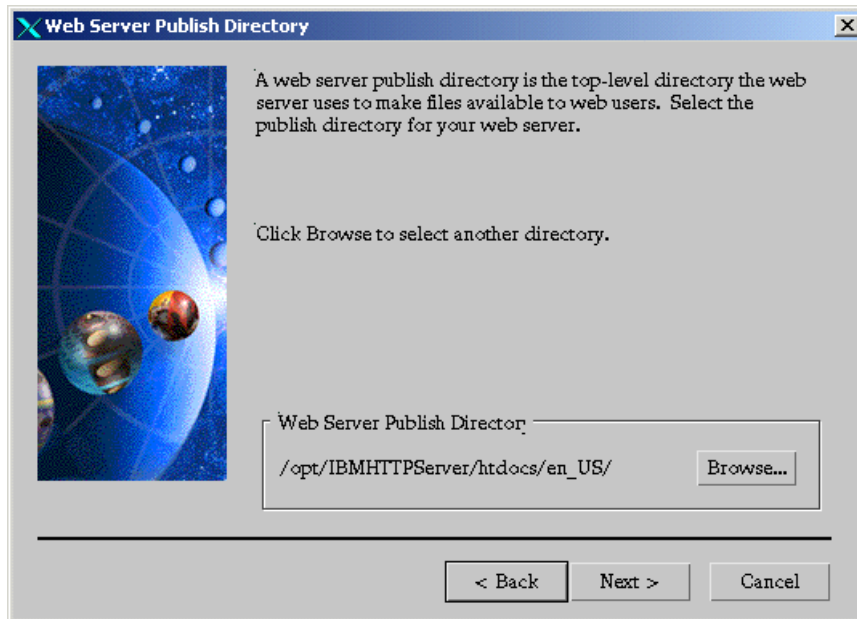 Web Server Publish Directory
A web server publish directory is the top-level directory the web
server uses to make files available to web users. Select the
publish directory for your web server.
Click Browse to select another directory.
Web Server Publish Director
/opt/IBMHTTPServer/htdocs/en_US/
Browse...
< Back
Next >
Cancel